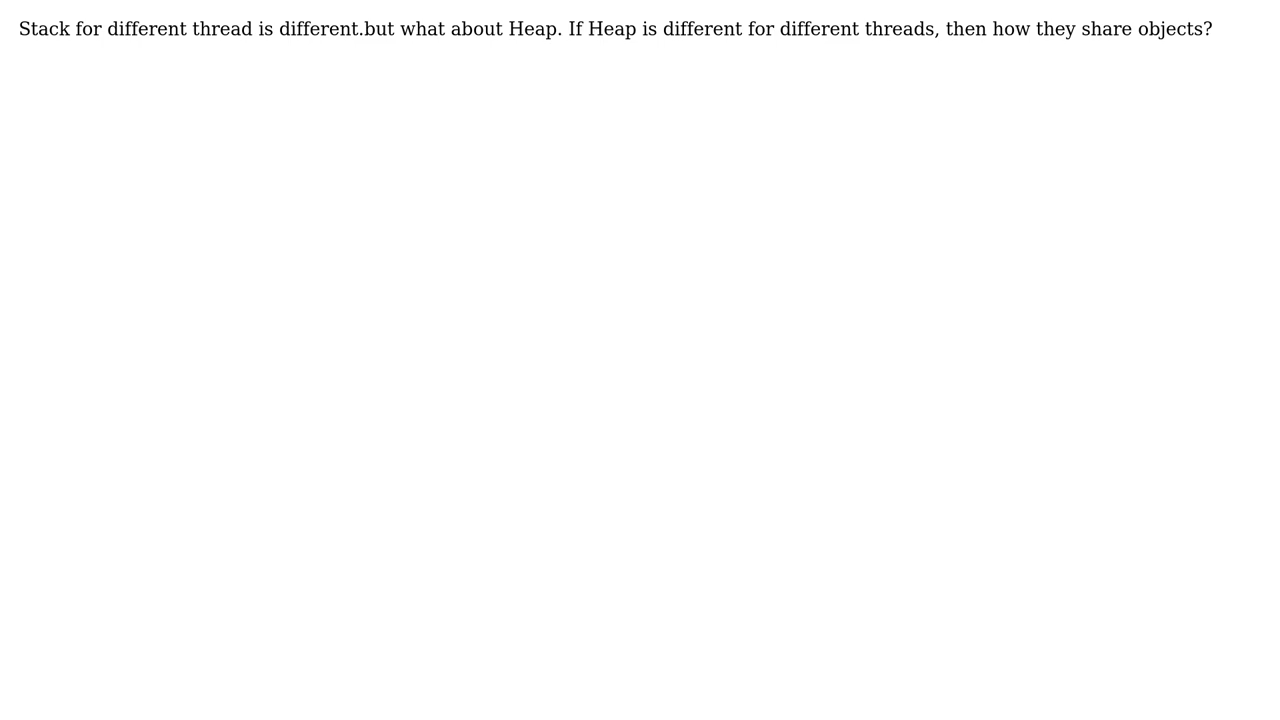 Stack for different thread is different.but what about Heap. If Heap is different for different threads, then how they share objects?